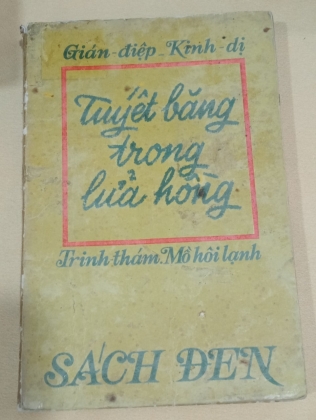 Gián-điệp-Kinh-dị
Tuyết băng
trong
lửa hồng
Trinh thám.Mồ hôi lạnh
SÁCH ĐEN